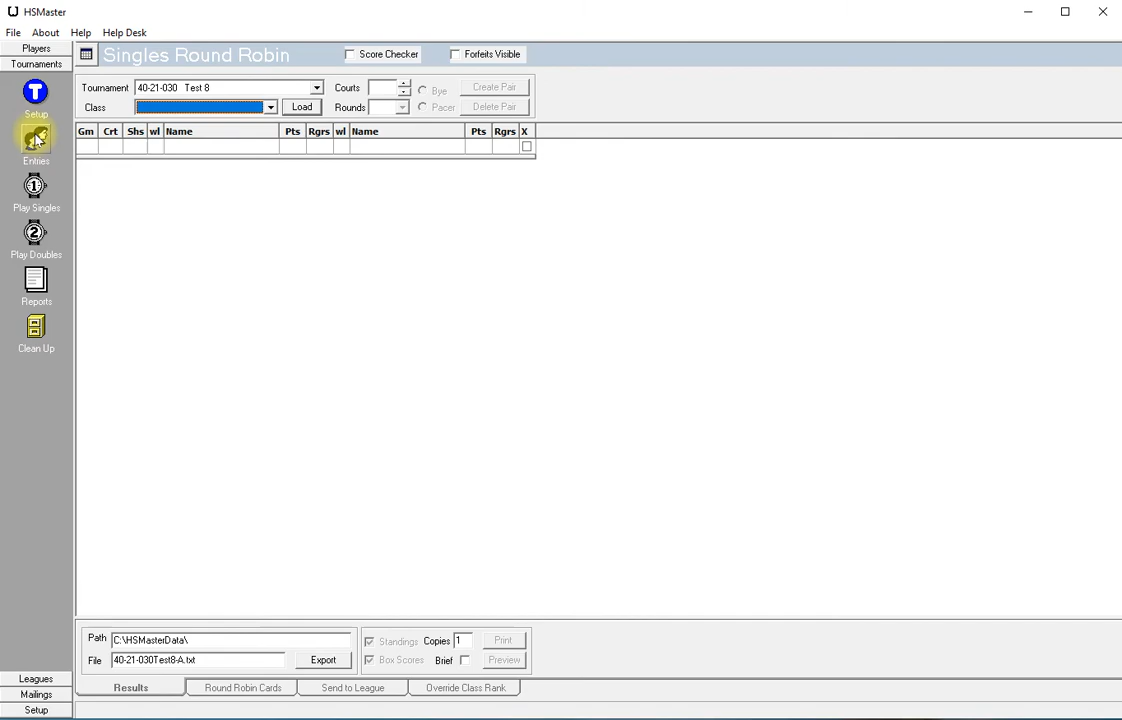 HSMaster
File About Help Help Desk
Players
Tournaments
Setup
Entries
Play Singles
Play Doubles
Reports
Clean Up
Leagues
Mailings
Setup
Singles Round Robin Score Checker Forfeits Visible
Tournament 40-21-030 Test 8 Courts Bye Create Pair
Class Load Rounds Pacer Delete Pair
Gm Crt Shs wl Name Pts Rgrs wl Name Pts Rgrs X
Path C:\HSMasterData\ Standings Copies 1 Print
File 40-21-030Test8-A.txt Export Box Scores Brief Preview
Results Round Robin Cards Send to League Override Class Rank